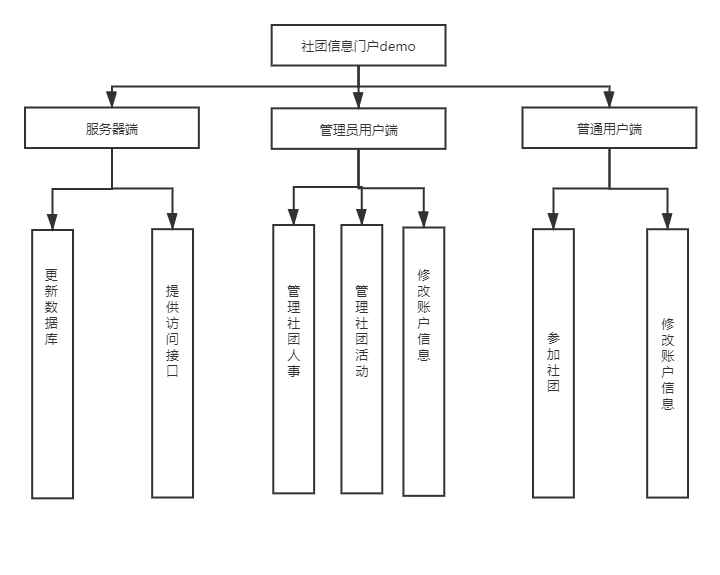 社团信息门户demo
服务器端
管理员用户端
普通用户端
更新数据库
提供访问接口
管理社团人事
管理社团活动
修改账户信息
参加社团
修改账户信息